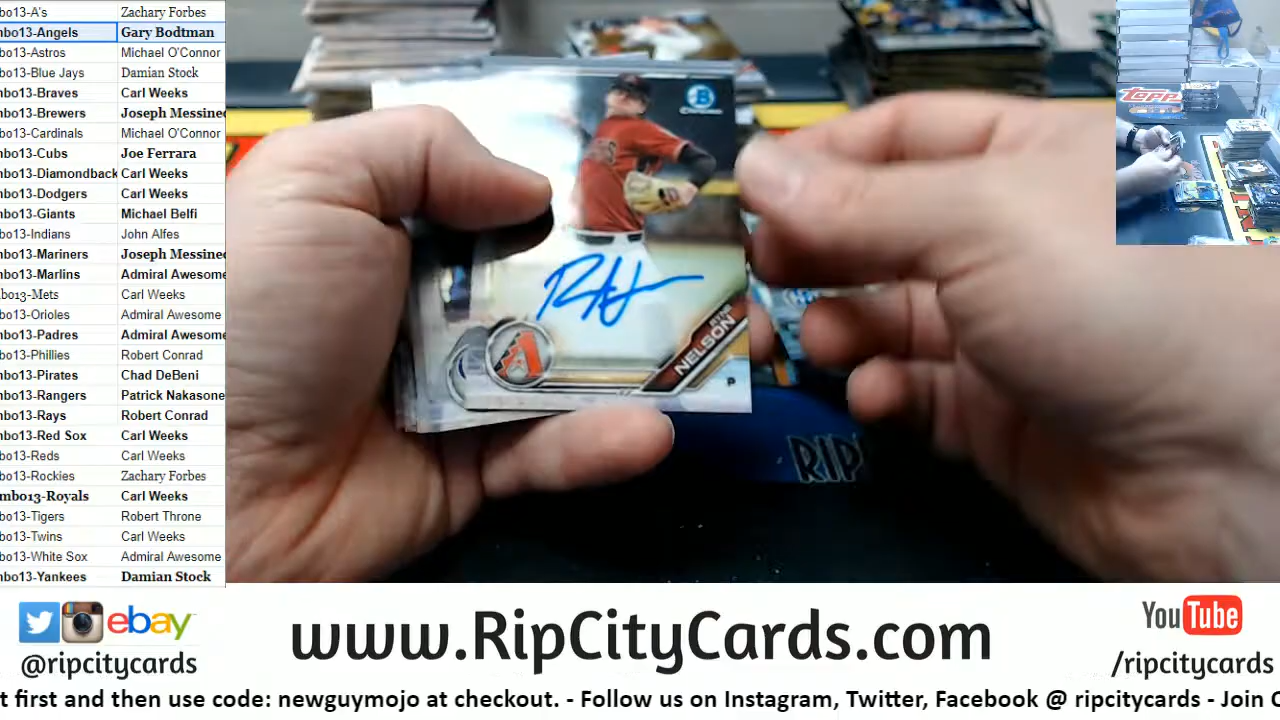 bo13-A's Zachary Forbes
nbo13-Angels Gary Bodtman
bo13-Astros Michael O'Connor
bo13-Blue Jays Damian Stock
bo13-Braves Carl Weeks
bo13-Brewers Joseph Messined
bo13-Cardinals Michael O'Connor
nbo13-Cubs Joe Ferrara
nbo13-Diamondback Carl Weeks
nbo13-Dodgers Carl Weeks
nbo13-Giants Michael Belfi
nbo13-Indians John Alfes
nbo13-Mariners Joseph Messined
nbo13-Marlins Admiral Awesome
bo13-Mets Carl Weeks
bo13-Orioles Admiral Awesome
nbo13-Padres Admiral Awesome
bo13-Phillies Robert Conrad
nbo13-Pirates Chad DeBeni
nbo13-Rangers Patrick Nakasone
nbo13-Rays Robert Conrad
nbo13-Red Sox Carl Weeks
bo13-Reds Carl Weeks
bo13-Rockies Zachary Forbes
mbo13-Royals Carl Weeks
bo13-Tigers Robert Throne
bo13-Twins Carl Weeks
bo13-White Sox Admiral Awesome
nbo13-Yankees Damian Stock
B
Chrome
NELSON
P
RIP
Topps
ebay
@ripcitycards
www.RipCityCards.com
YouTube
/ripcitycards
t first and then use code: newguymojo at checkout. - Follow us on Instagram, Twitter, Facebook @ ripcitycards - Join